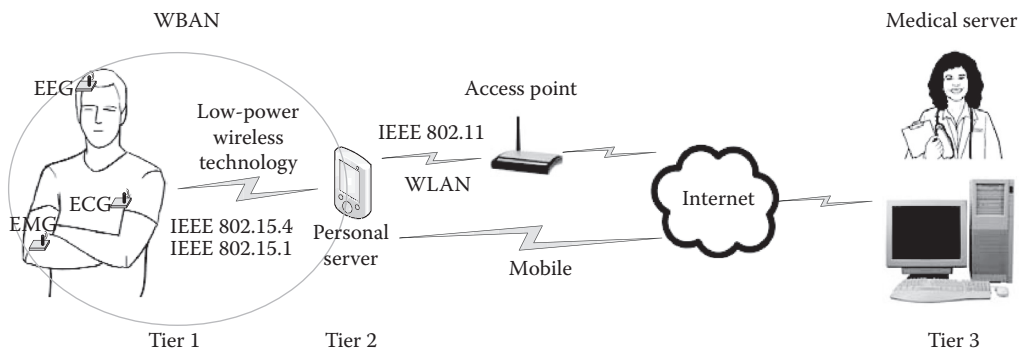 WBAN
Medical server
EEG
Low-power
wireless
technology
Access point
IEEE 802.11
WLAN
Internet
ECG
EMG
IEEE 802.15.4
IEEE 802.15.1
Personal
server
Mobile
Tier 1
Tier 2
Tier 3